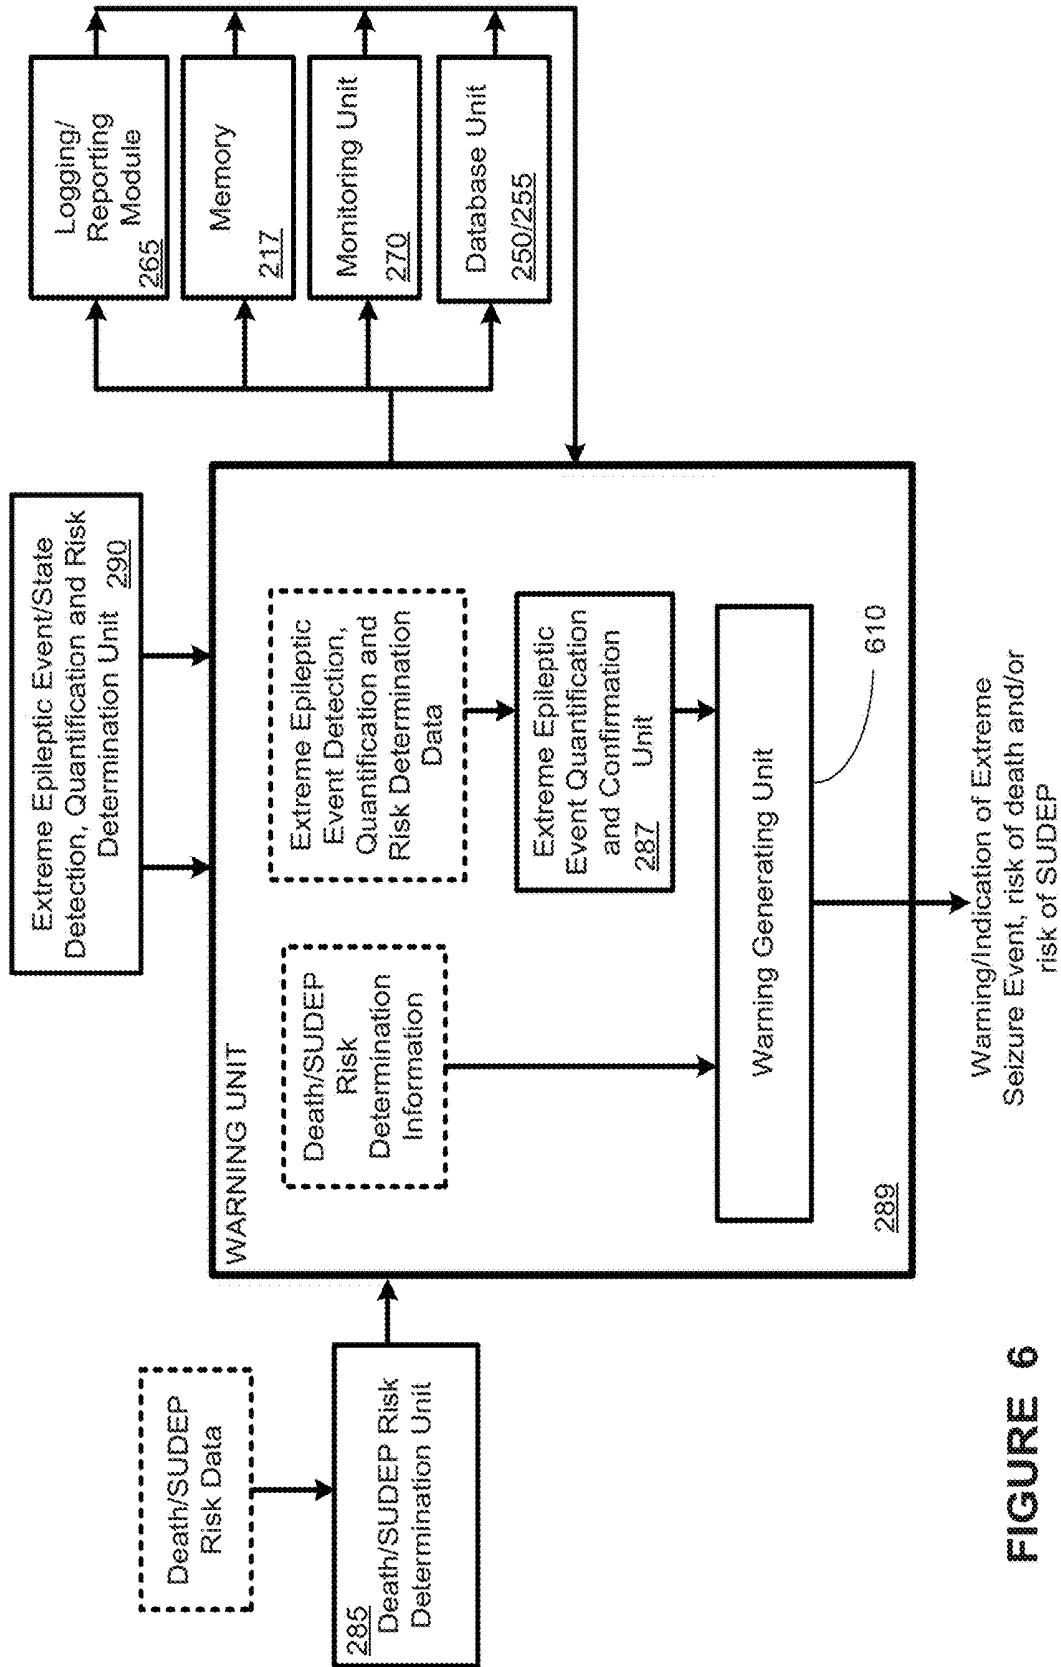 Death/SUDEP
Risk Data
285
Death/SUDEP Risk
Determination Unit
Extreme Epileptic Event/State
Detection, Quantification and Risk
Determination Unit
290
WARNING UNIT
Death/SUDEP
Risk
Determination
Information
Extreme Epileptic
Event Detection,
Quantification and
Risk Determination
Data
Extreme Epileptic
Event Quantification
and Confirmation
Unit
287
Warning Generating Unit
610
289
Warning/Indication of Extreme
Seizure Event, risk of death and/or
risk of SUDEP
Logging/
Reporting
Module
265
Memory
217
Monitoring Unit
270
Database Unit
250/255
FIGURE 6